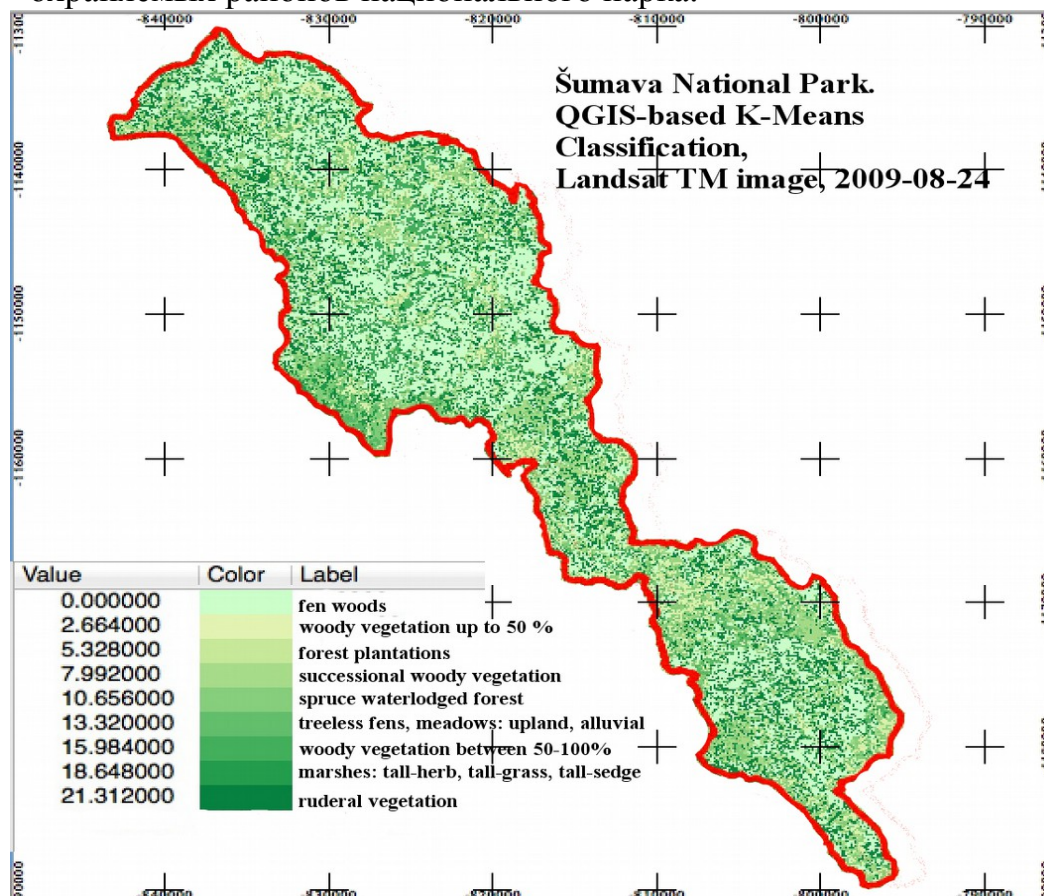 охраняемых районов национального парка.
-840000 -830000 -820000 -810000 -800000 -790000
Šumava National Park.
QGIS-based K-Means
Classification,
Landsat TM image, 2009-08-24
-1140000
-1150000
-1160000
Value Color Label
0.000000 fen woods
2.664000 woody vegetation up to 50 %
5.328000 forest plantations
7.992000 successional woody vegetation
10.656000 spruce waterlodged forest
13.320000 treeless fens, meadows: upland, alluvial
15.984000 woody vegetation between 50-100%
18.648000 marshes: tall-herb, tall-grass, tall-sedge
21.312000 ruderal vegetation